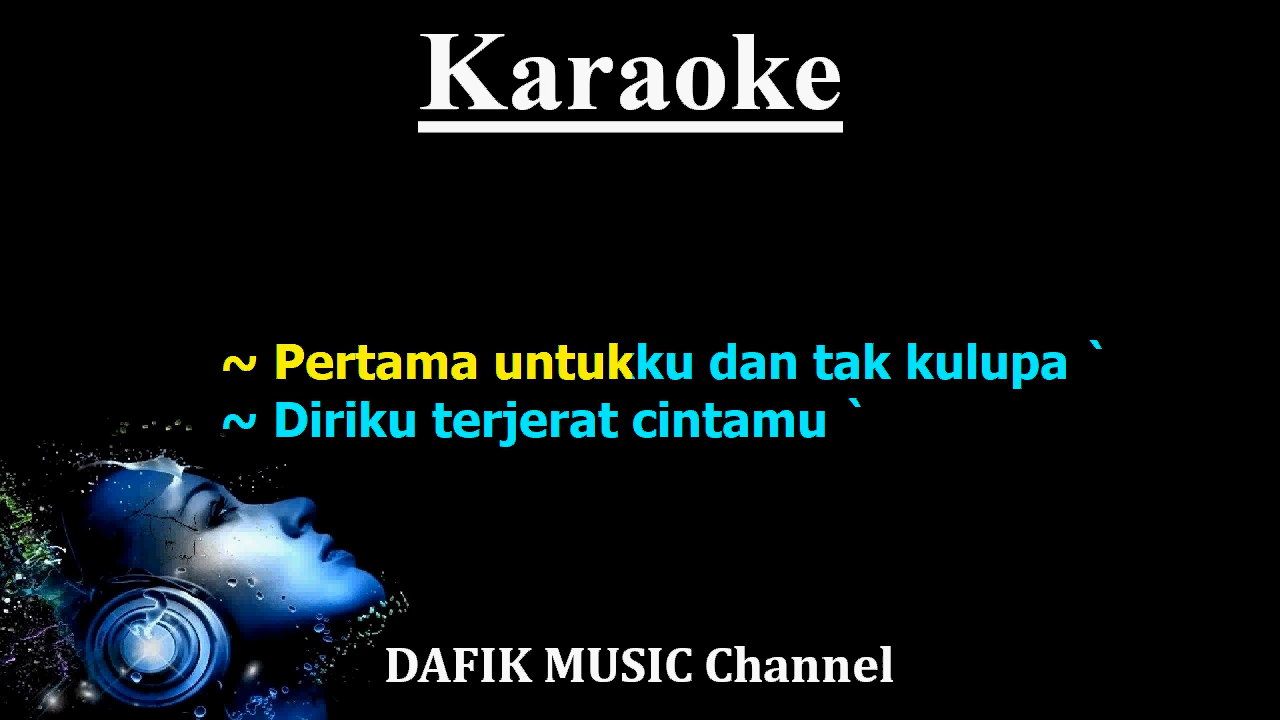 Karaoke
~ Pertama untukku dan tak kulupa `
~ Diriku terjerat cintamu `
DAFIK MUSIC Channel